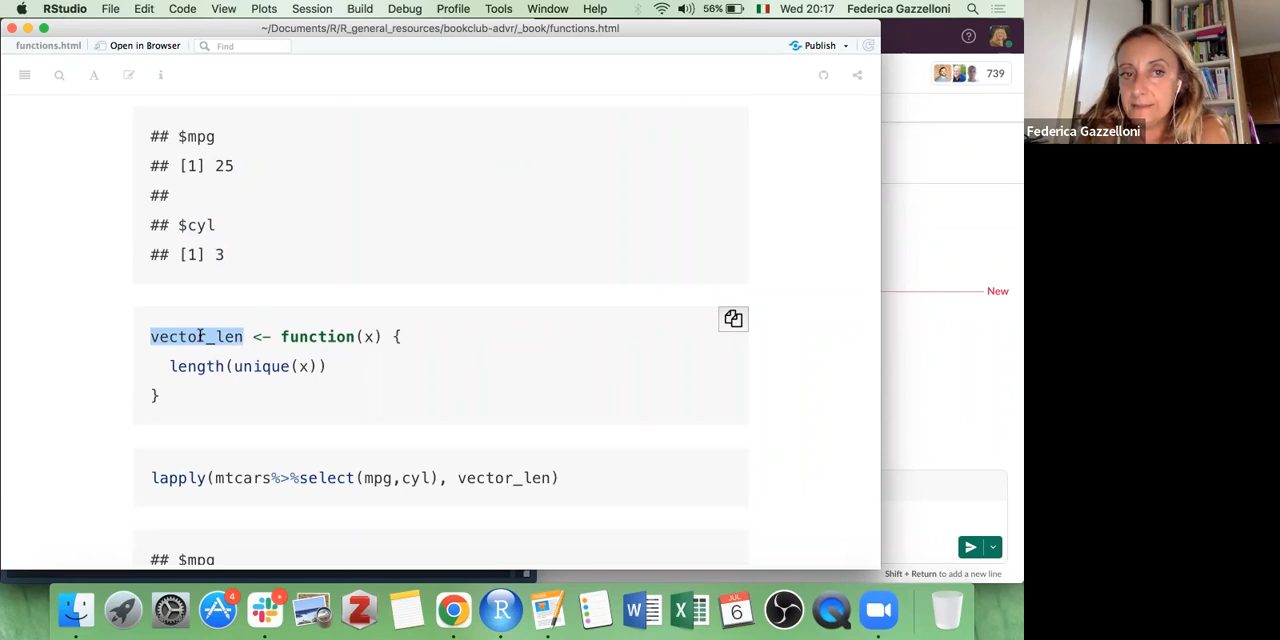 RStudio File Edit Code View Plots Session Build Debug Profile Tools Window Help 56% Wed 20:17 Federica Gazzelloni
~/Documents/R/R_general_resources/bookclub-advr/_book/functions.html
functions.html Open in Browser Find Publish
739
Federica Gazzelloni
## $mpg
## [1] 25
##
## $cyl
## [1] 3
New
vector_len <- function(x) {
length(unique(x))
}
lapply(mtcars%>%select(mpg,cyl), vector_len)
## $mpg
Shift + Return to add a new line
4
JUL
6